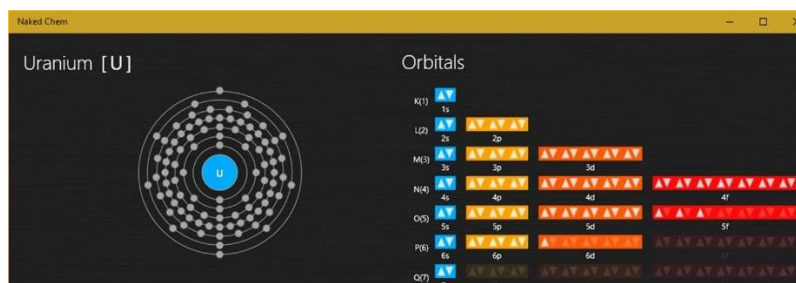 Naked Chem
Uranium [U]
U
Orbitals
K(1)
1s
L(2)
2s 2p
M(3)
3s 3p 3d
N(4)
4s 4p 4d 4f
O(5)
5s 5p 5d 5f
P(6)
6s 6p 6d
Q(7)